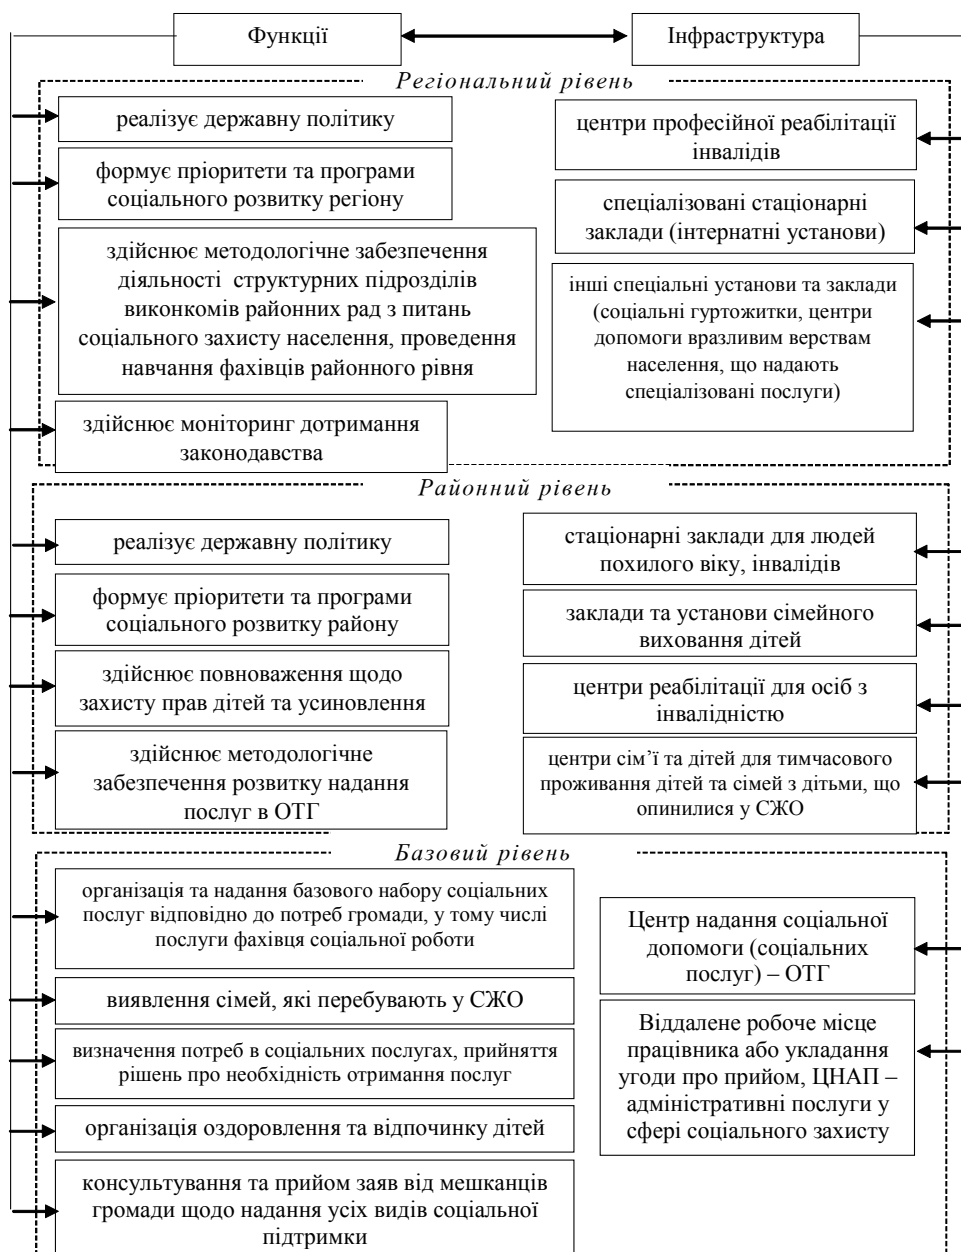 Функції
Інфраструктура
Регіональний рівень
реалізує державну політику
формує пріоритети та програми
соціального розвитку регіону
здійснює методологічне забезпечення
діяльності структурних підрозділів
виконкомів районних рад з питань
соціального захисту населення, проведення
навчання фахівців районного рівня
здійснює моніторинг дотримання
законодавства
центри професійної реабілітації
інвалідів
спеціалізовані стаціонарні
заклади (інтернатні установи)
інші спеціальні установи та заклади
(соціальні гуртожитки, центри
допомоги вразливим верствам
населення, що надають
спеціалізовані послуги)
Районний рівень
реалізує державну політику
формує пріоритети та програми
соціального розвитку району
здійснює повноваження щодо
захисту прав дітей та усиновлення
здійснює методологічне
забезпечення розвитку надання
послуг в ОТГ
стаціонарні заклади для людей
похилого віку, інвалідів
заклади та установи сімейного
виховання дітей
центри реабілітації для осіб з
інвалідністю
центри сім’ї та дітей для тимчасового
проживання дітей та сімей з дітьми, що
опинилися у СЖО
Базовий рівень
організація та надання базового набору соціальних
послуг відповідно до потреб громади, у тому числі
послуги фахівця соціальної роботи
виявлення сімей, які перебувають у СЖО
визначення потреб в соціальних послугах, прийняття
рішень про необхідність отримання послуг
організація оздоровлення та відпочинку дітей
консультування та прийом заяв від мешканців
громади щодо надання усіх видів соціальної
підтримки
Центр надання соціальної
допомоги (соціальних
послуг) – ОТГ
Віддалене робоче місце
працівника або укладання
угоди про прийом, ЦНАП –
адміністративні послуги у
сфері соціального захисту